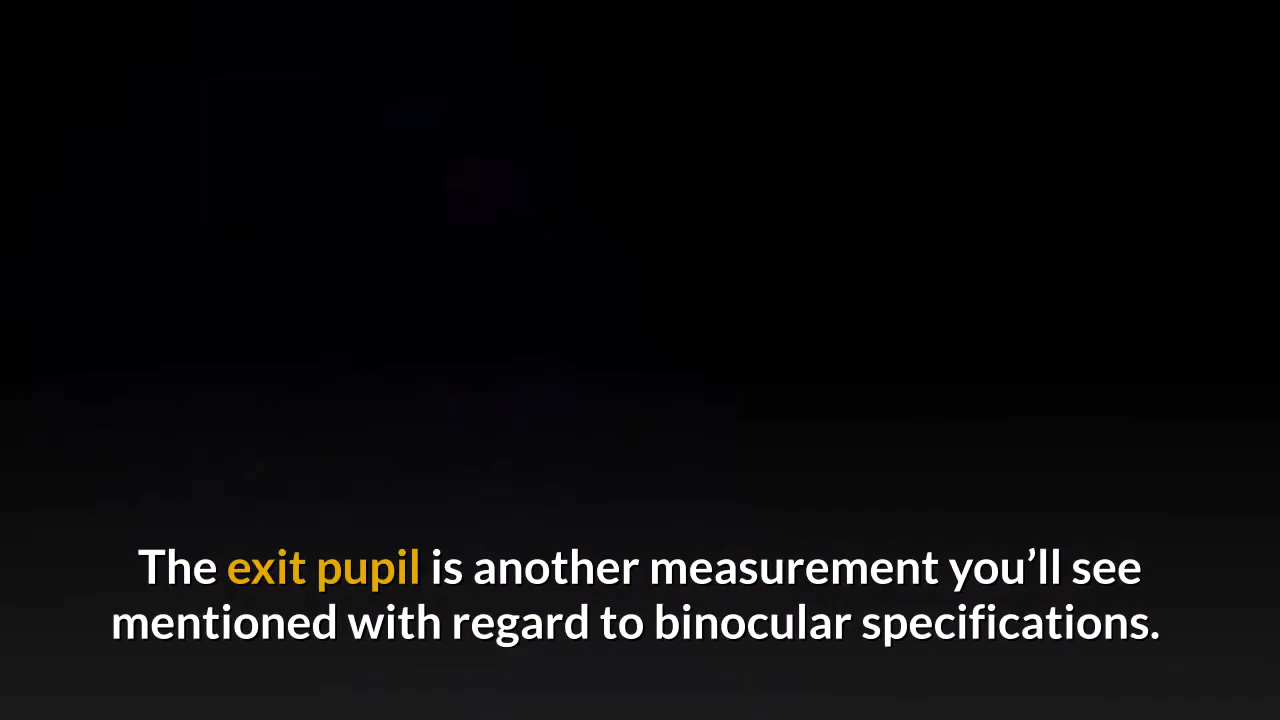 The exit pupil is another measurement you’ll see
mentioned with regard to binocular specifications.